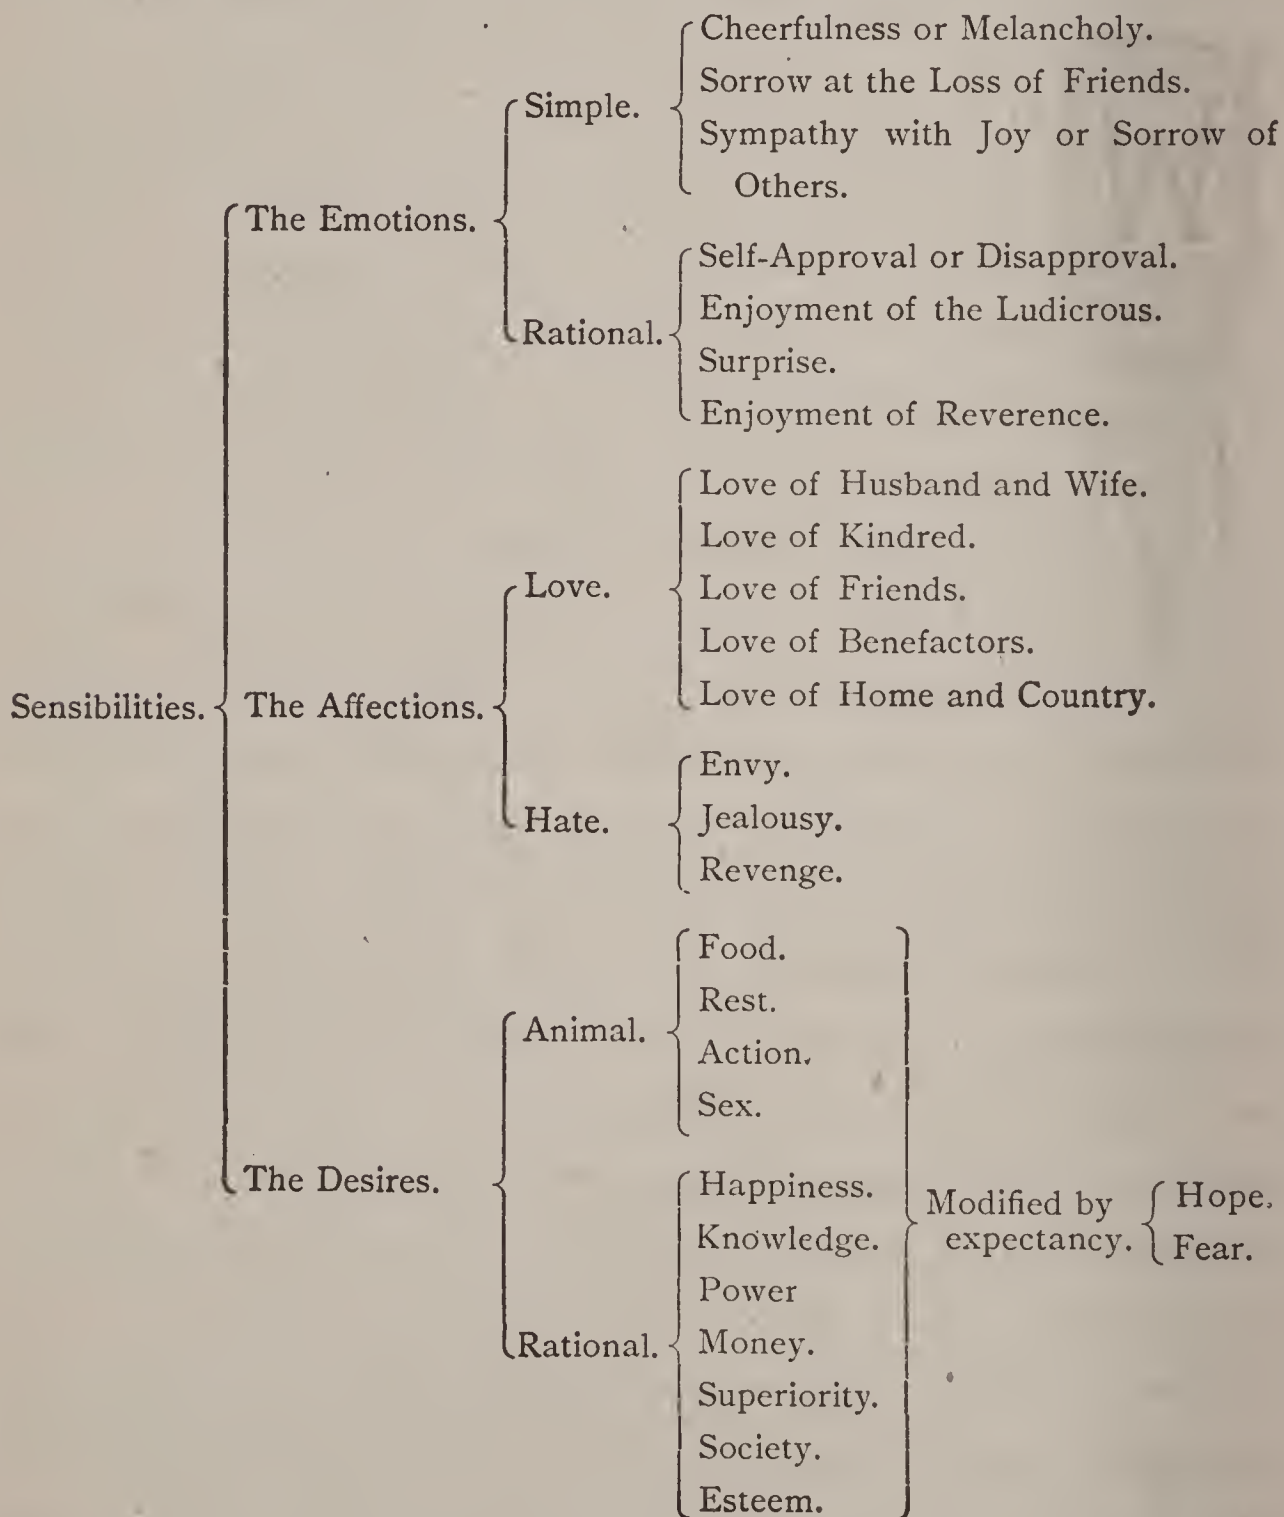 Cheerfulness or Melancholy.
Simple.
Sorrow at the Loss of Friends.
Sympathy with Joy or Sorrow of
Others.
The Emotions.
Self-Approval or Disapproval.
Enjoyment of the Ludicrous.
Rational.
Surprise.
Enjoyment of Reverence.
Love of Husband and Wife.
Love of Kindred.
Love.
Love of Friends.
Love of Benefactors.
Love of Home and Country.
Sensibilities.
The Affections.
Envy.
Hate.
Jealousy.
Revenge.
Food.
Rest.
Animal.
Action.
Sex.
The Desires.
Happiness.
Knowledge.
Power
Rational.
Money.
Superiority.
Society.
Esteem.
Modified by
expectancy.
Hope.
Fear.